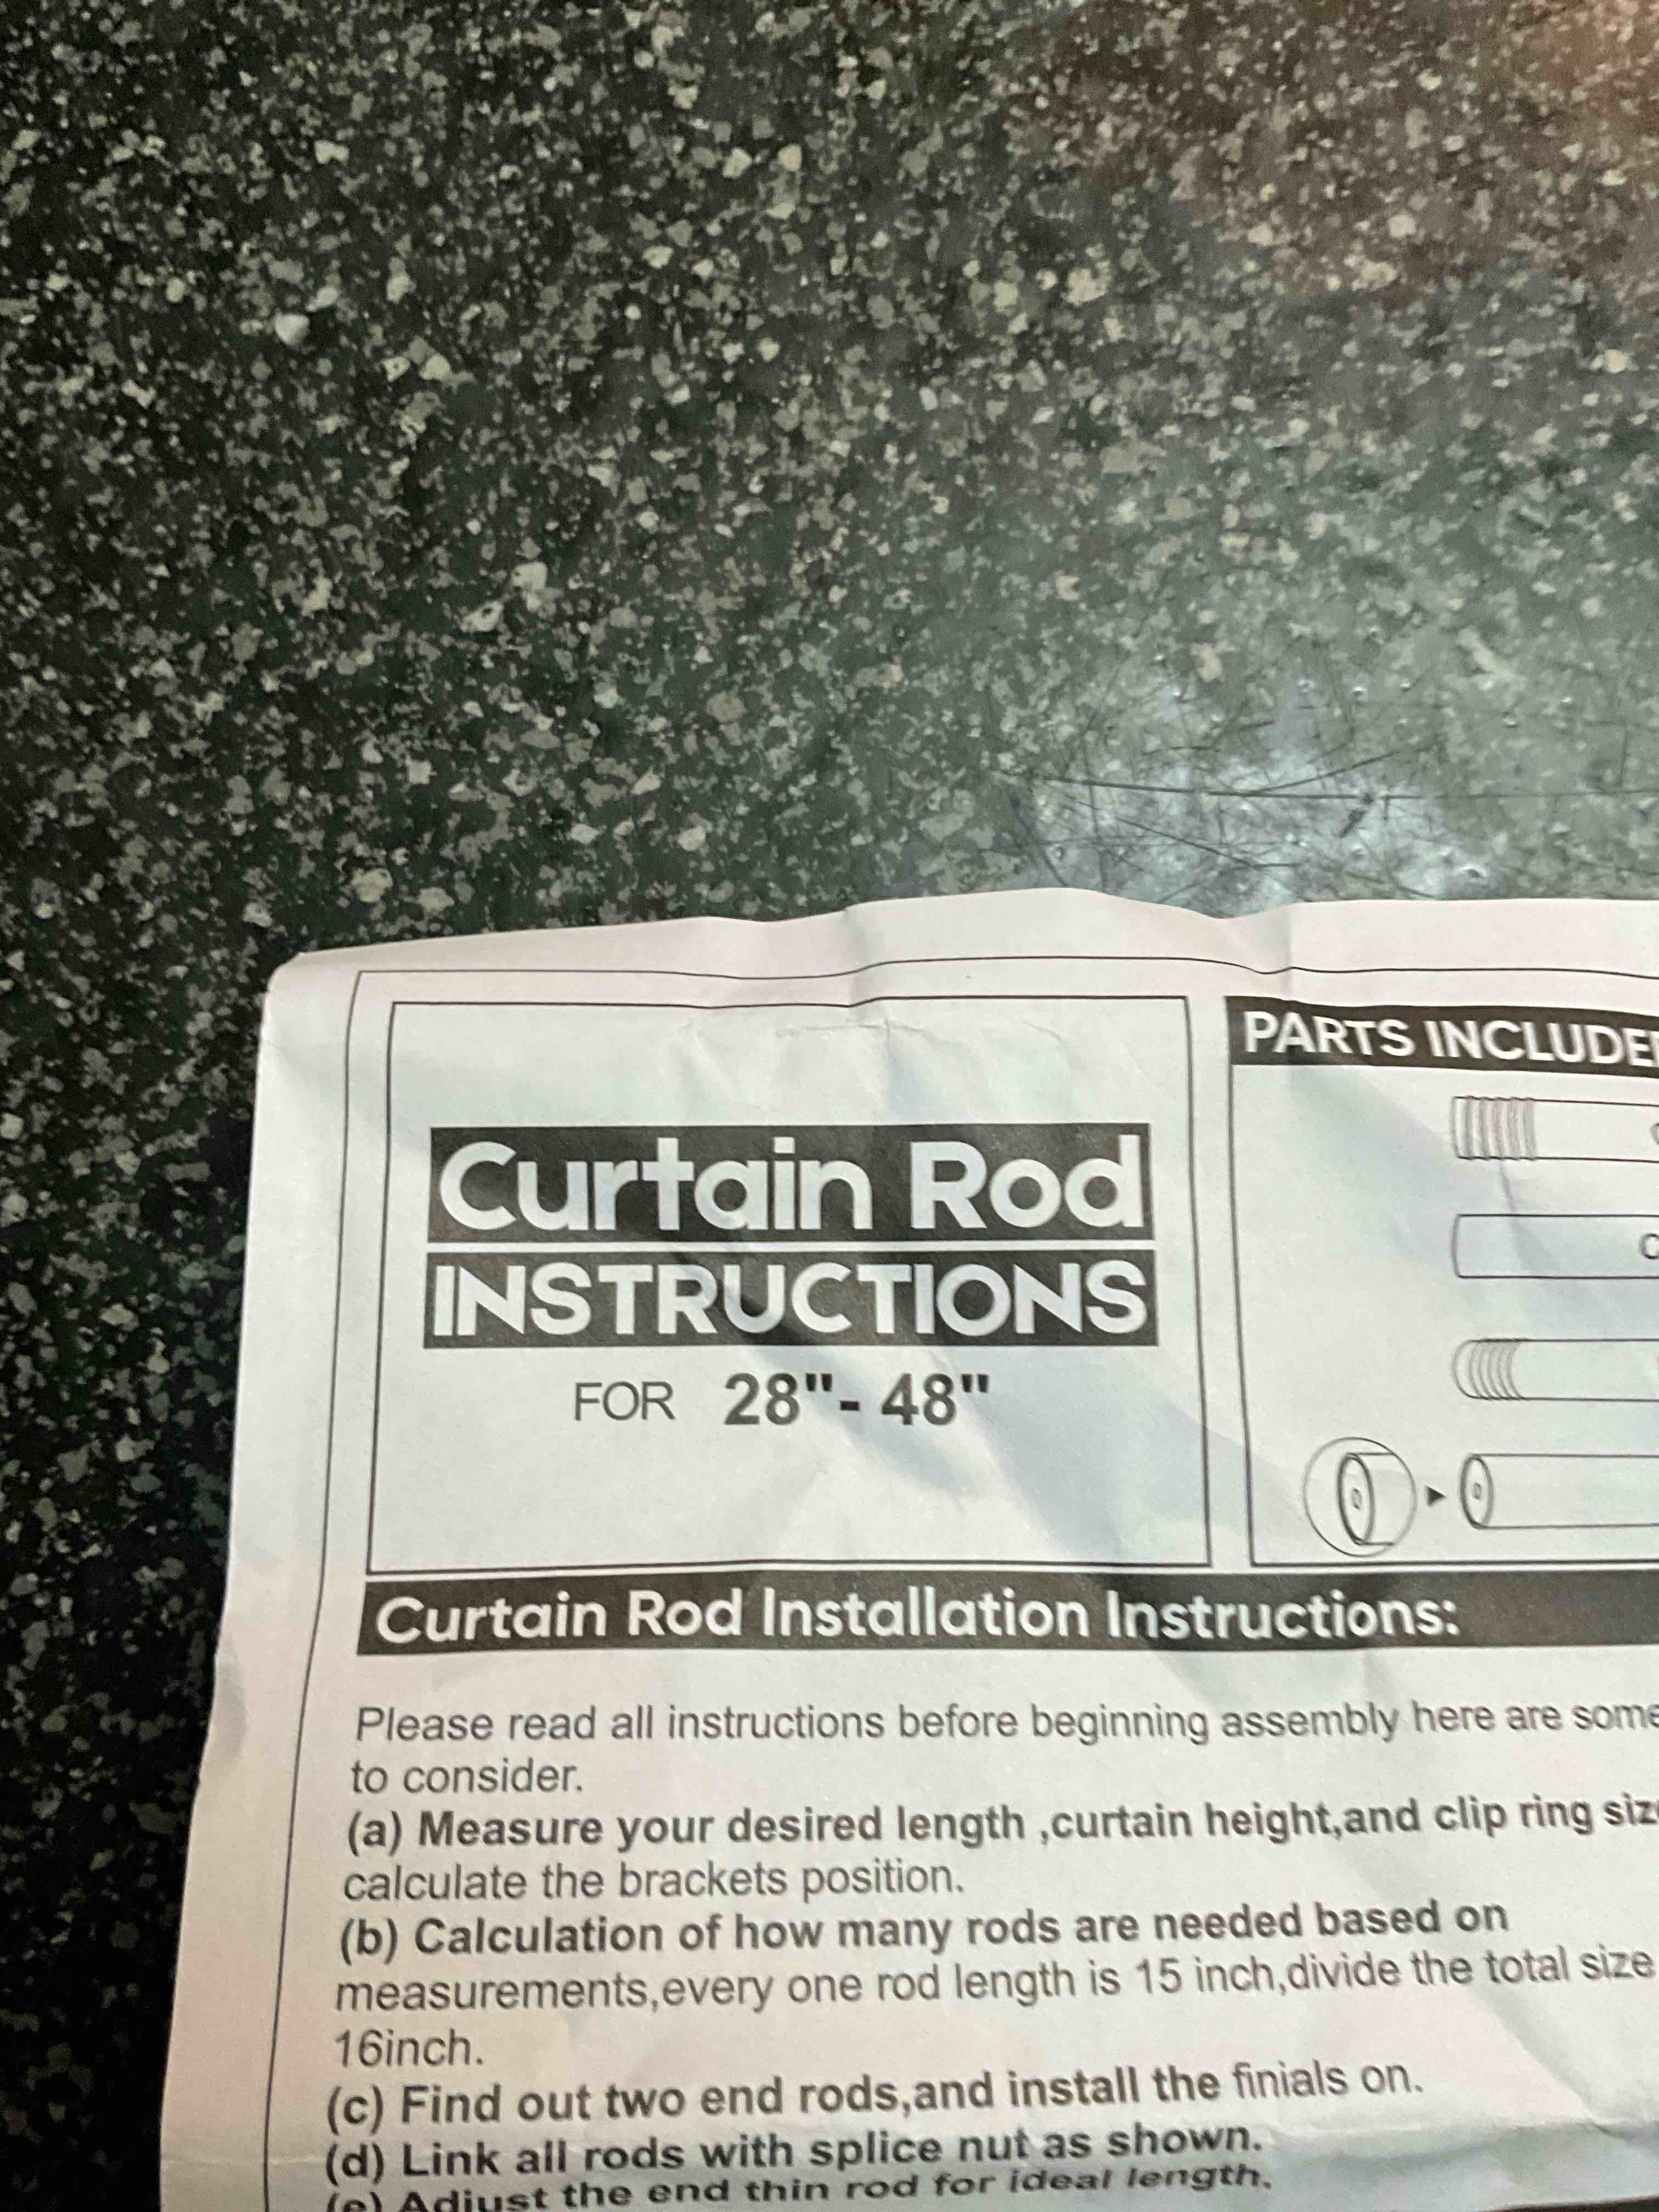 Curtain Rod
INSTRUCTIONS
FOR 28"- 48"
PARTS INCLUDE
Curtain Rod Installation Instructions:
Please read all instructions before beginning assembly here are some
to consider.
(a) Measure your desired length ,curtain height,and clip ring
calculate the brackets position.
(b) Calculation of how many rods are needed based on
measurements,every one rod length is 15 inch,divide the total size
16inch.
(c) Find out two end rods,and install the finials on.
(d) Link all rods with splice nut as shown.
(e) Adjust the end thin rod for ideal length.